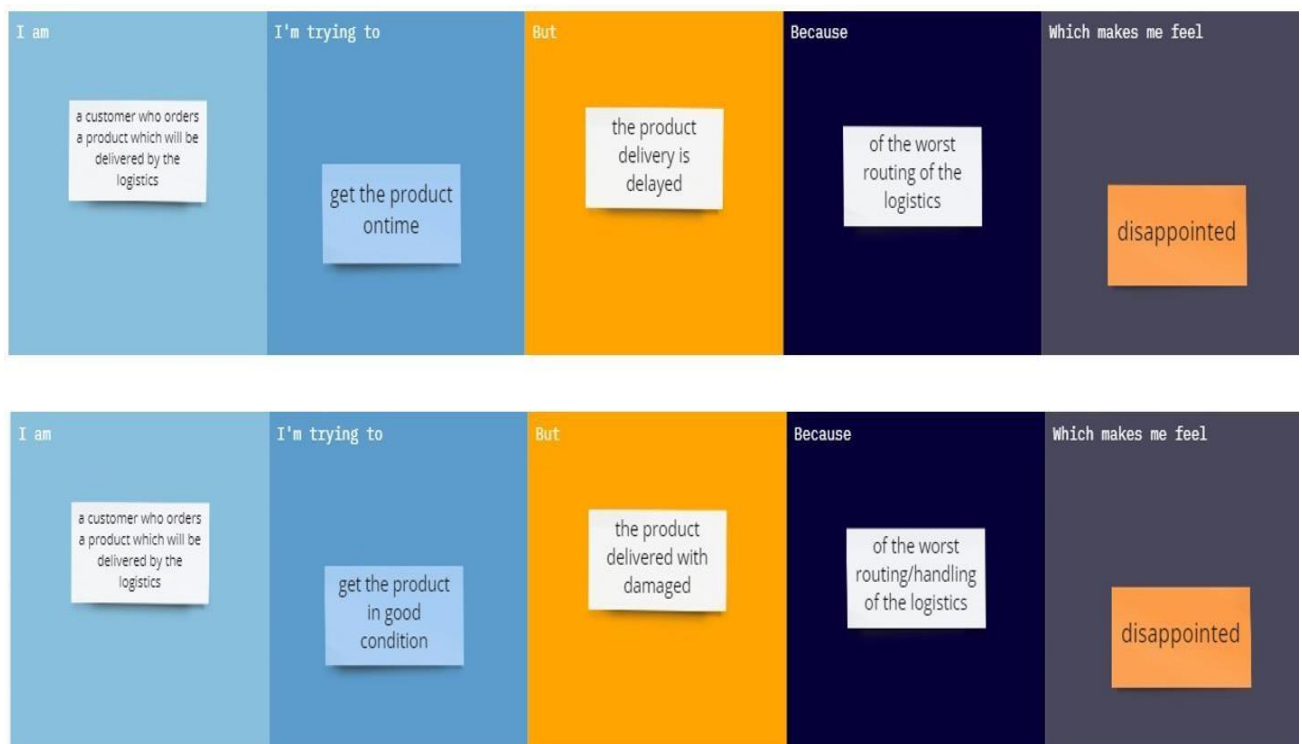 I am
I'm trying to
But
Because
Which makes me feel
a customer who orders
a product which will be
delivered by the
logistics
get the product
ontime
the product
delivery is
delayed
of the worst
routing of the
logistics
disappointed
I am
I'm trying to
But
Because
Which makes me feel
a customer who orders
a product which will be
delivered by the
logistics
get the product
in good
condition
the product
delivered with
damaged
of the worst
routing/handling
of the logistics
disappointed